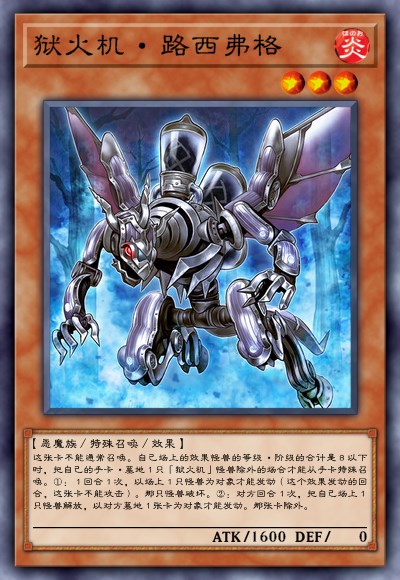 狱火机·路西弗格
ほのお
炎
【恶魔族/特殊召唤/效果】
这张卡不能通常召唤。自己场上的效果怪兽的等级·阶级的合计是8以下
时，把自己的手卡·墓地1只「狱火机」怪兽除外的场合才能从手卡特殊召
唤。①：1回合1次，以场上1只怪兽为对象才能发动（这个效果发动的回
合，这张卡不能攻击）。那只怪兽破坏。②：对方回合1次，把自己场上1
只怪兽解放，以对方墓地1张卡为对象才能发动。那张卡除外。
ATK/1600 DEF/ 0